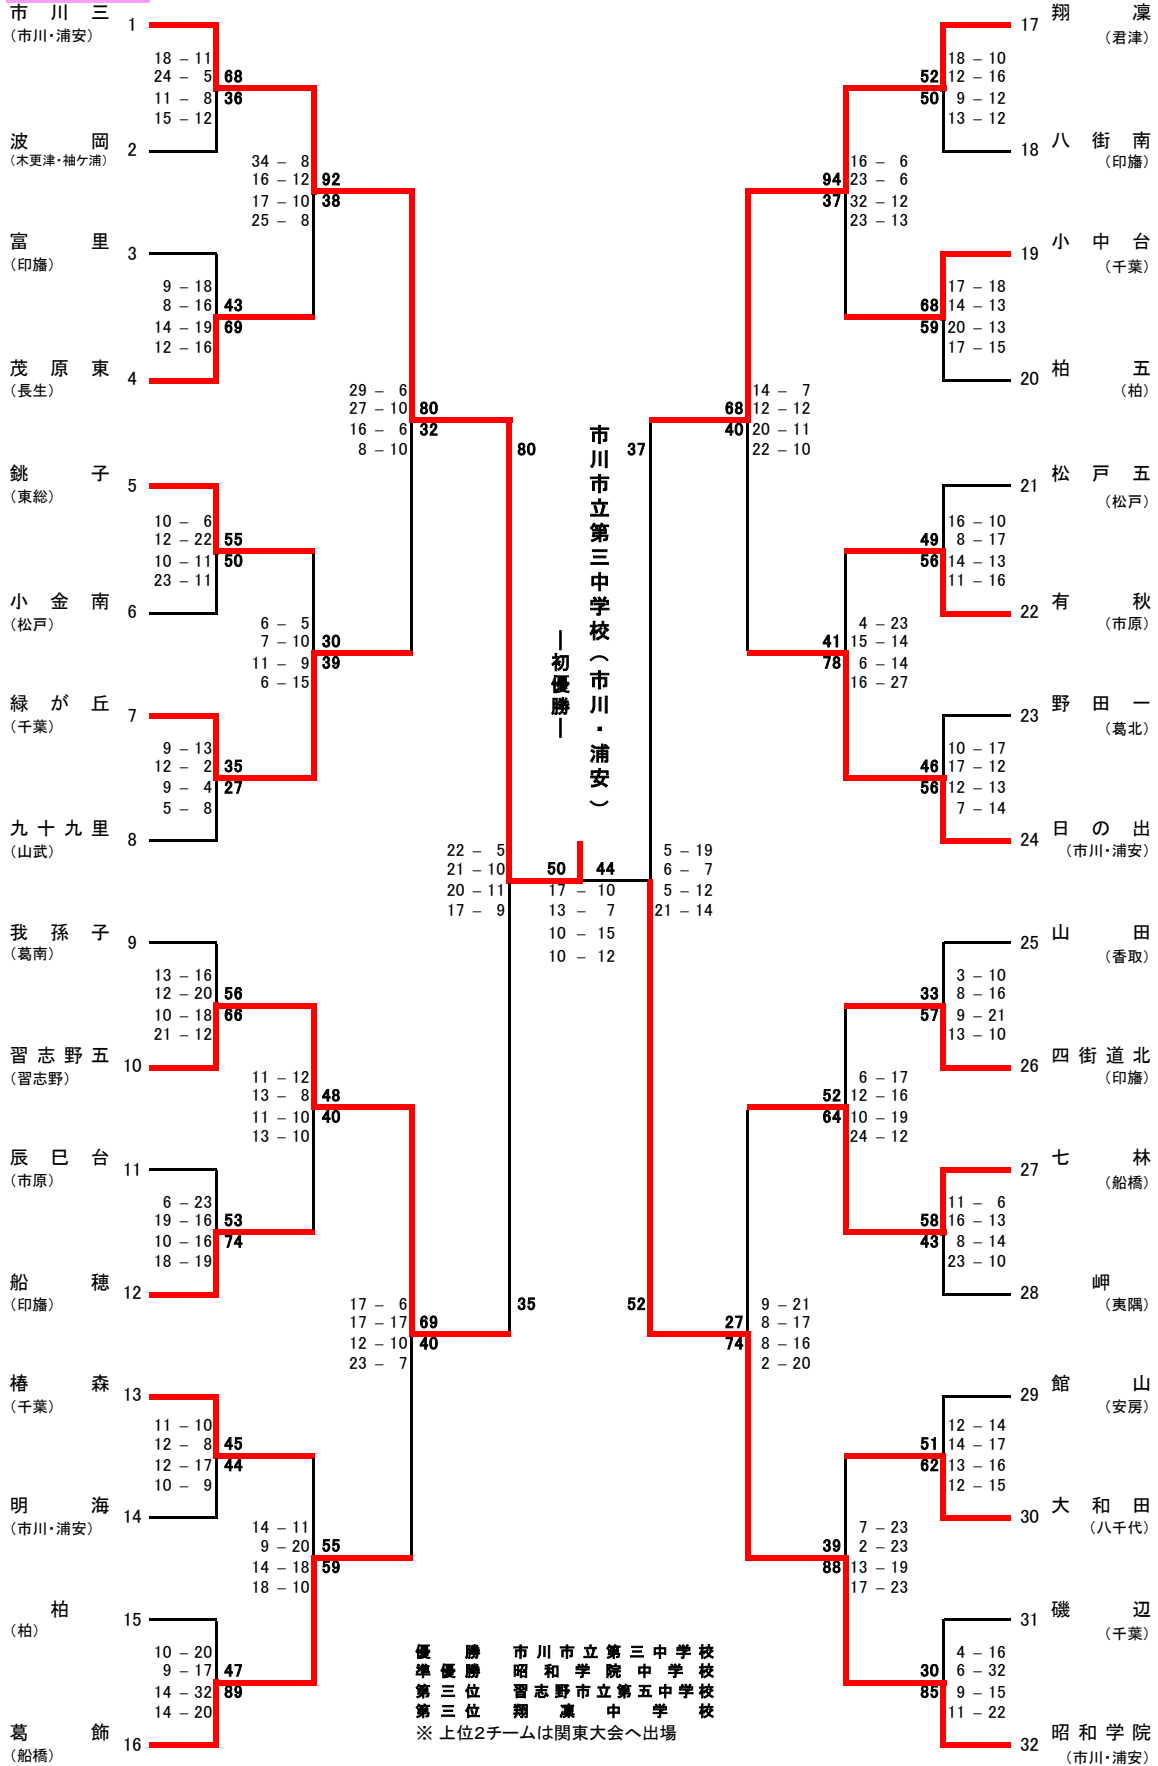 市川三 1
(市川・浦安)
18 - 11
24 - 5 68
11 - 8 36
15 - 12
波岡 2
(木更津・袖ケ浦)
34 - 8
16 - 12 92
17 - 10 38
25 - 8
富里 3
(印旛)
9 - 18
8 - 16 43
14 - 19 69
12 - 16
茂原東 4
(長生)
29 - 6
27 - 10 80
16 - 6 32
8 - 10
銚子 5
(東総)
10 - 6
12 - 22 55
10 - 11 50
23 - 11
小金南 6
(松戸)
6 - 5
7 - 10 30
11 - 9 39
6 - 15
緑が丘 7
(千葉)
9 - 13
12 - 2 35
9 - 4 27
5 - 8
九十九里 8
(山武)
80
22 - 5
21 - 10
20 - 11
17 - 9
35
我孫子 9
(葛南)
13 - 16
12 - 20 56
10 - 18 66
21 - 12
習志野五 10
(習志野)
11 - 12
13 - 8 48
11 - 10 40
13 - 10
辰巳台 11
(市原)
6 - 23
19 - 16 53
10 - 16 74
18 - 19
船穂 12
(印旛)
17 - 6
17 - 17 69
12 - 10 40
23 - 7
椿森 13
(千葉)
11 - 10
12 - 8 45
12 - 17 44
10 - 9
明海 14
(市川・浦安)
14 - 11
9 - 20 55
14 - 18 59
18 - 10
柏 15
(柏)
10 - 20
9 - 17 47
14 - 32 89
14 - 20
葛飾 16
(船橋)
市川市立第三中学校(市川・浦安)
―初優勝―
50 44
17 - 10
13 - 7
10 - 15
10 - 12
17 翔凜
(君津)
18 - 10
52 12 - 16
50 9 - 12
13 - 12
18 八街南
(印旛)
16 - 6
94 23 - 6
37 32 - 12
23 - 13
19 小中台
(千葉)
17 - 18
68 14 - 13
59 20 - 13
17 - 15
20 柏五
(柏)
14 - 7
68 12 - 12
40 20 - 11
22 - 10
21 松戸五
(松戸)
16 - 10
49 8 - 17
56 14 - 13
11 - 16
22 有秋
(市原)
4 - 23
41 15 - 14
78 6 - 14
16 - 27
23 野田一
(葛北)
10 - 17
46 17 - 12
56 12 - 13
7 - 14
24 日の出
(市川・浦安)
37
5 - 19
6 - 7
5 - 12
21 - 14
52
25 山田
(香取)
3 - 10
33 8 - 16
57 9 - 21
13 - 10
26 四街道北
(印旛)
6 - 17
52 12 - 16
64 10 - 19
24 - 12
27 七林
(船橋)
11 - 6
58 16 - 13
43 8 - 14
23 - 10
28 岬
(夷隅)
9 - 21
27 8 - 17
74 8 - 16
2 - 20
29 館山
(安房)
12 - 14
51 14 - 17
62 13 - 16
12 - 15
30 大和田
(八千代)
7 - 23
39 2 - 23
88 13 - 19
17 - 23
31 磯辺
(千葉)
4 - 16
30 6 - 32
85 9 - 15
11 - 22
32 昭和学院
(市川・浦安)
優勝 市川市立第三中学校
準優勝 昭和学院中学校
第三位 習志野市立第五中学校
第三位 翔凜中学校
※ 上位2チームは関東大会へ出場